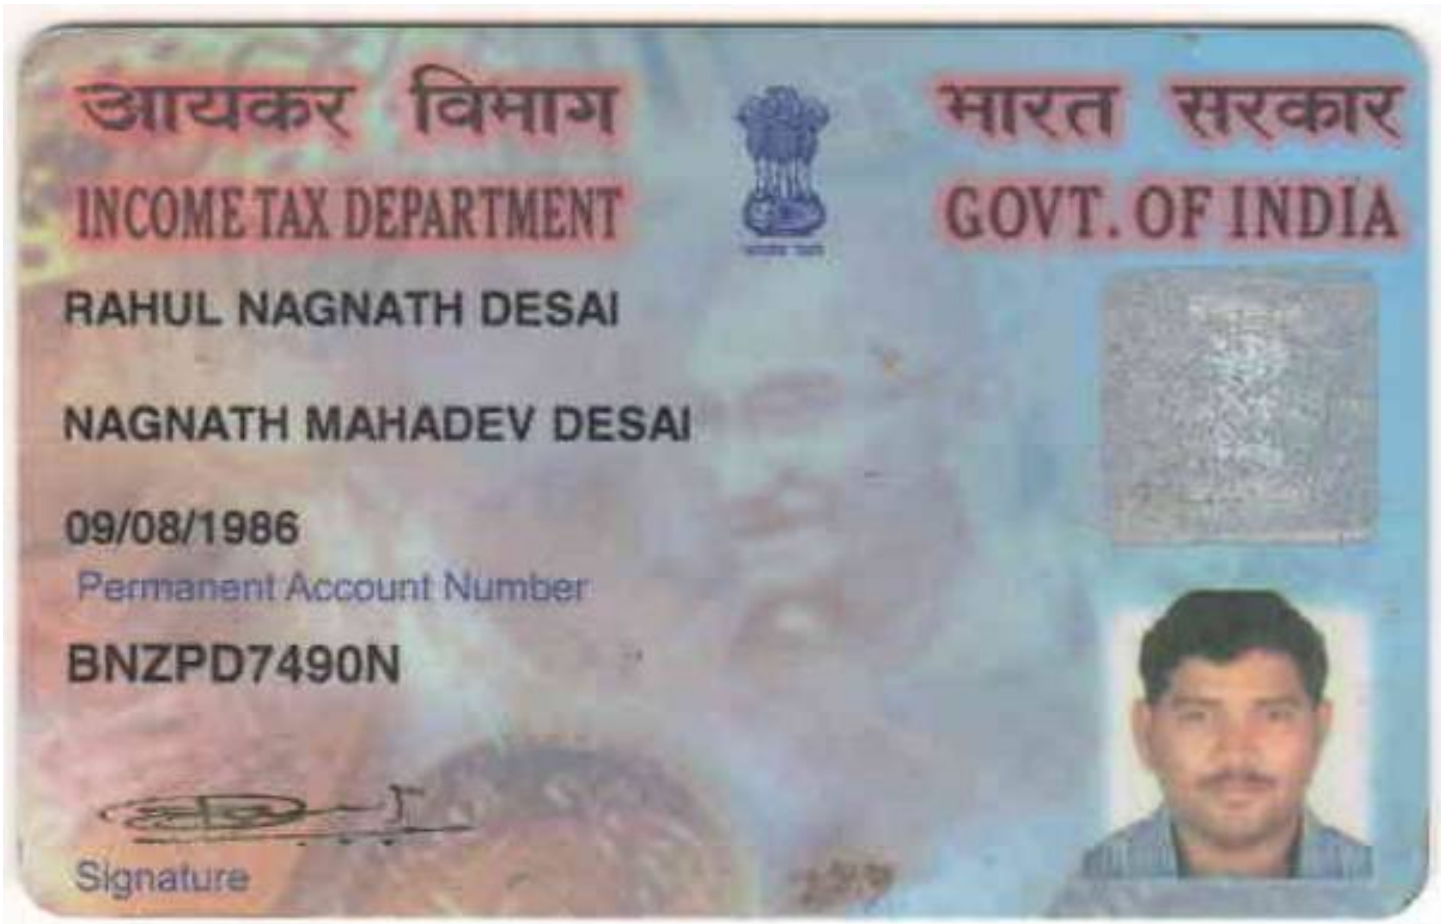 आयकर विभाग
भारत सरकार
INCOME TAX DEPARTMENT
GOVT. OF INDIA
RAHUL NAGNATH DESAI
NAGNATH MAHADEV DESAI
09/08/1986
Permanent Account Number
BNZPD7490N
Signature